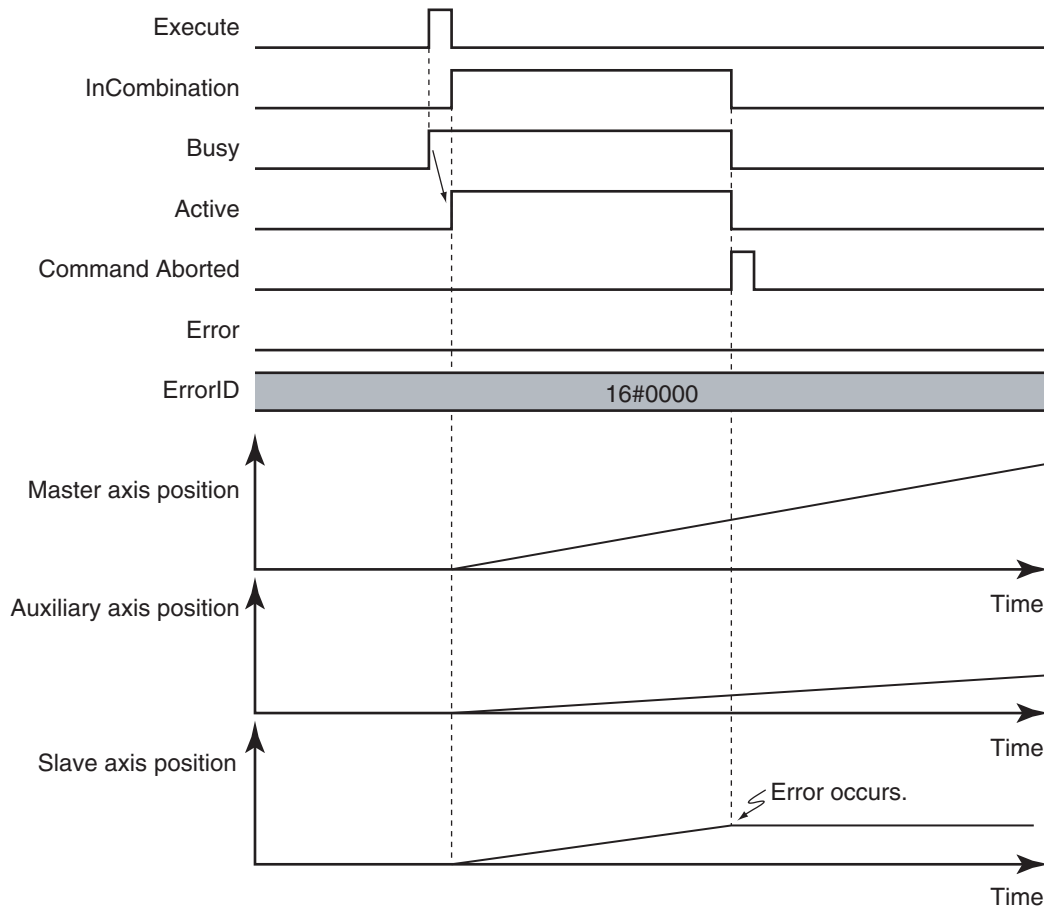 Execute
InCombination
Busy
Active
Command Aborted
Error
ErrorID
16#0000
Master axis position
Time
Auxiliary axis position
Time
Slave axis position
Error occurs.
Time